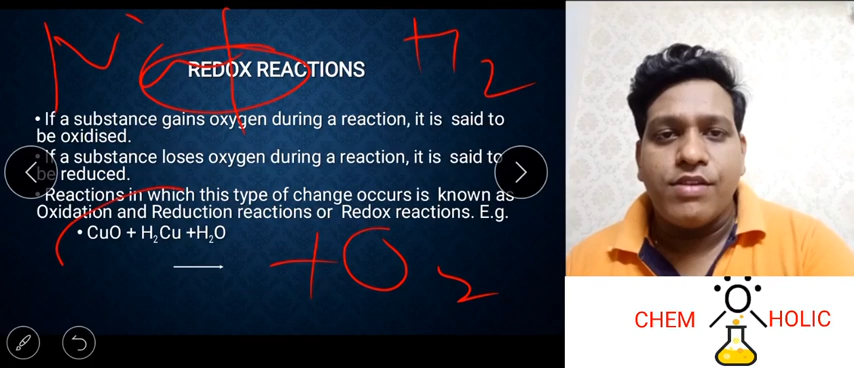 Ni + H2
REDOX REACTIONS
• If a substance gains oxygen during a reaction, it is said to
be oxidised.
• If a substance loses oxygen during a reaction, it is said to
be reduced.
• Reactions in which this type of change occurs is known as
Oxidation and Reduction reactions or Redox reactions. E.g.
• CuO + H₂Cu +H₂O
+O2
CHEM HOLIC